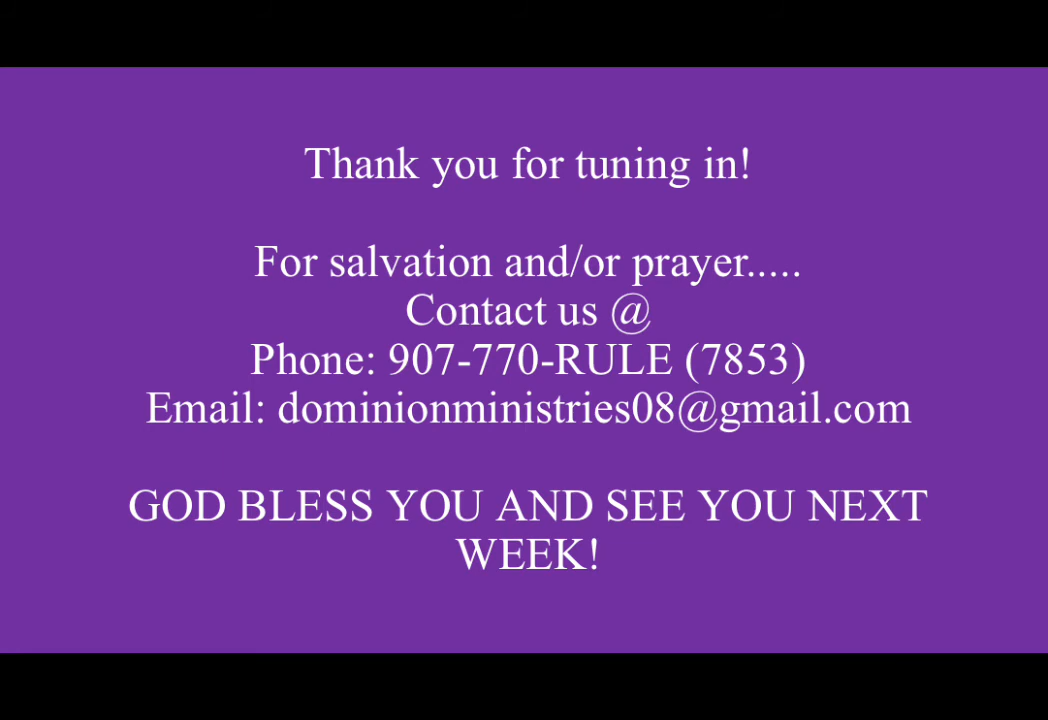 Thank you for tuning in!
For salvation and/or prayer.....
Contact us @
Phone: 907-770-RULE (7853)
Email: dominionministries08@gmail.com
GOD BLESS YOU AND SEE YOU NEXT
WEEK!